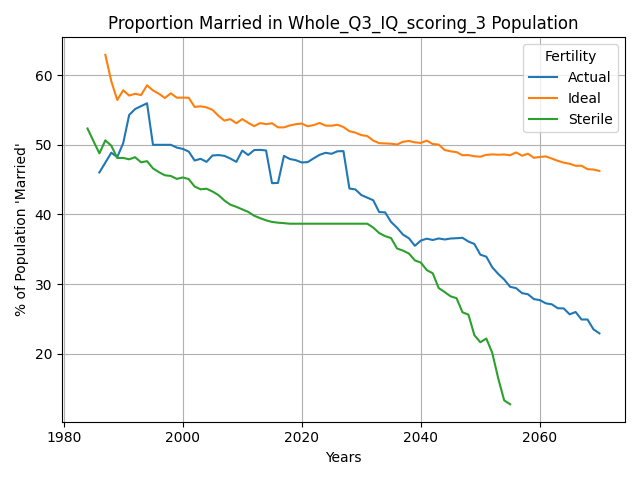 Proportion Married in Whole_Q3_IQ_scoring_3 Population
% of Population 'Married'
60
50
40
30
20
Fertility
Actual
Ideal
Sterile
1980
2000
2020
2040
2060
Years